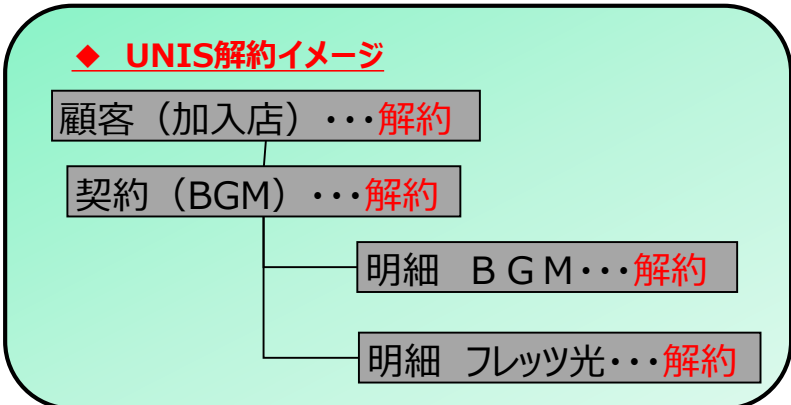 ◆ UNIS解約イメージ
顧客（加入店）・・・解約
契約（BGM）・・・解約
明細　ＢＧＭ・・・解約
明細　フレッツ光・・・解約